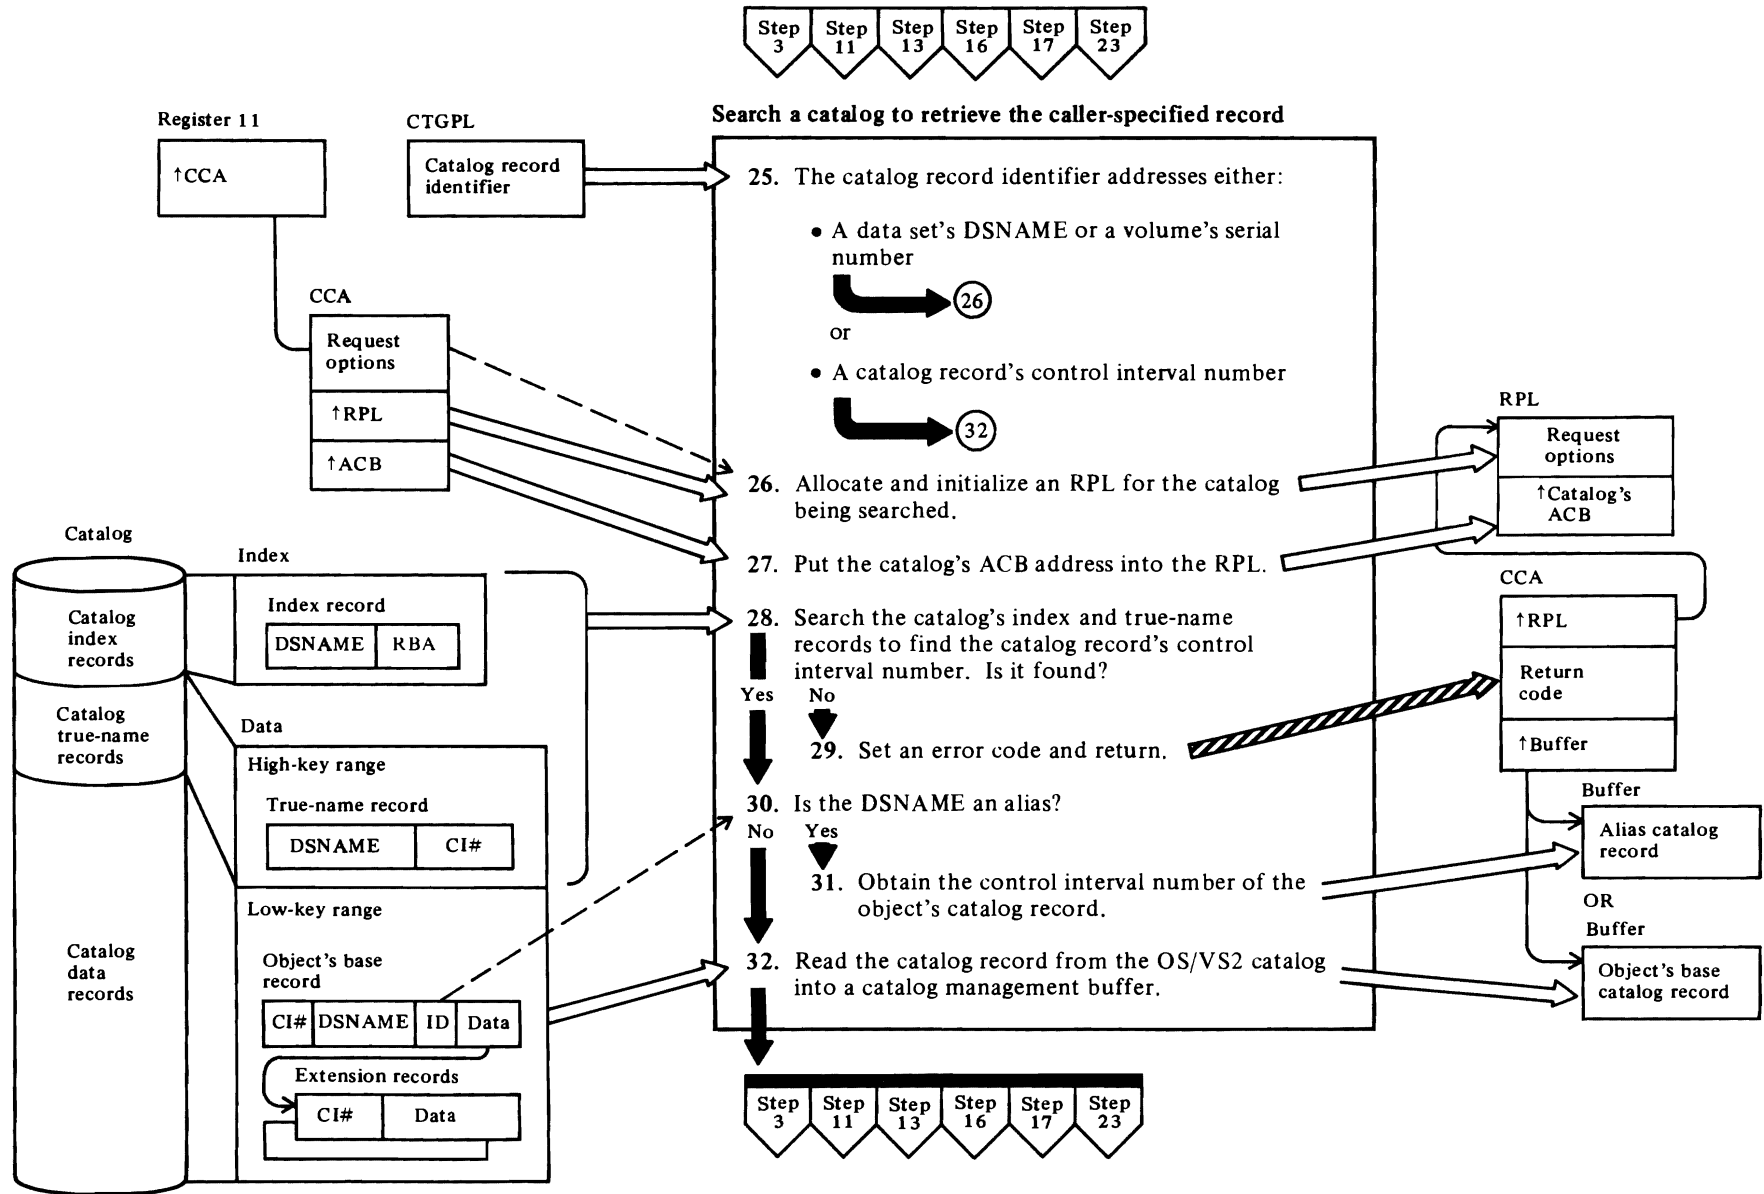 Step 3
Step 11
Step 13
Step 16
Step 17
Step 23
Search a catalog to retrieve the caller-specified record
Register 11
↑CCA
CTGPL
Catalog record
identifier
CCA
Request
options
↑RPL
↑ACB
25. The catalog record identifier addresses either:
• A data set's DSNAME or a volume's serial
number
26
or
• A catalog record's control interval number
32
26. Allocate and initialize an RPL for the catalog
being searched.
27. Put the catalog's ACB address into the RPL.
28. Search the catalog's index and true-name
records to find the catalog record's control
interval number. Is it found?
Yes No
29. Set an error code and return.
30. Is the DSNAME an alias?
No Yes
31. Obtain the control interval number of the
object's catalog record.
32. Read the catalog record from the OS/VS2 catalog
into a catalog management buffer.
Catalog
Catalog
index
records
Catalog
true-name
records
Catalog
data
records
Index
Index record
DSNAME RBA
Data
High-key range
True-name record
DSNAME CI#
Low-key range
Object's base
record
CI# DSNAME ID Data
Extension records
CI# Data
RPL
Request
options
↑Catalog's
ACB
CCA
↑RPL
Return
code
↑Buffer
Buffer
Alias catalog
record
OR
Buffer
Object's base
catalog record
Step 3
Step 11
Step 13
Step 16
Step 17
Step 23